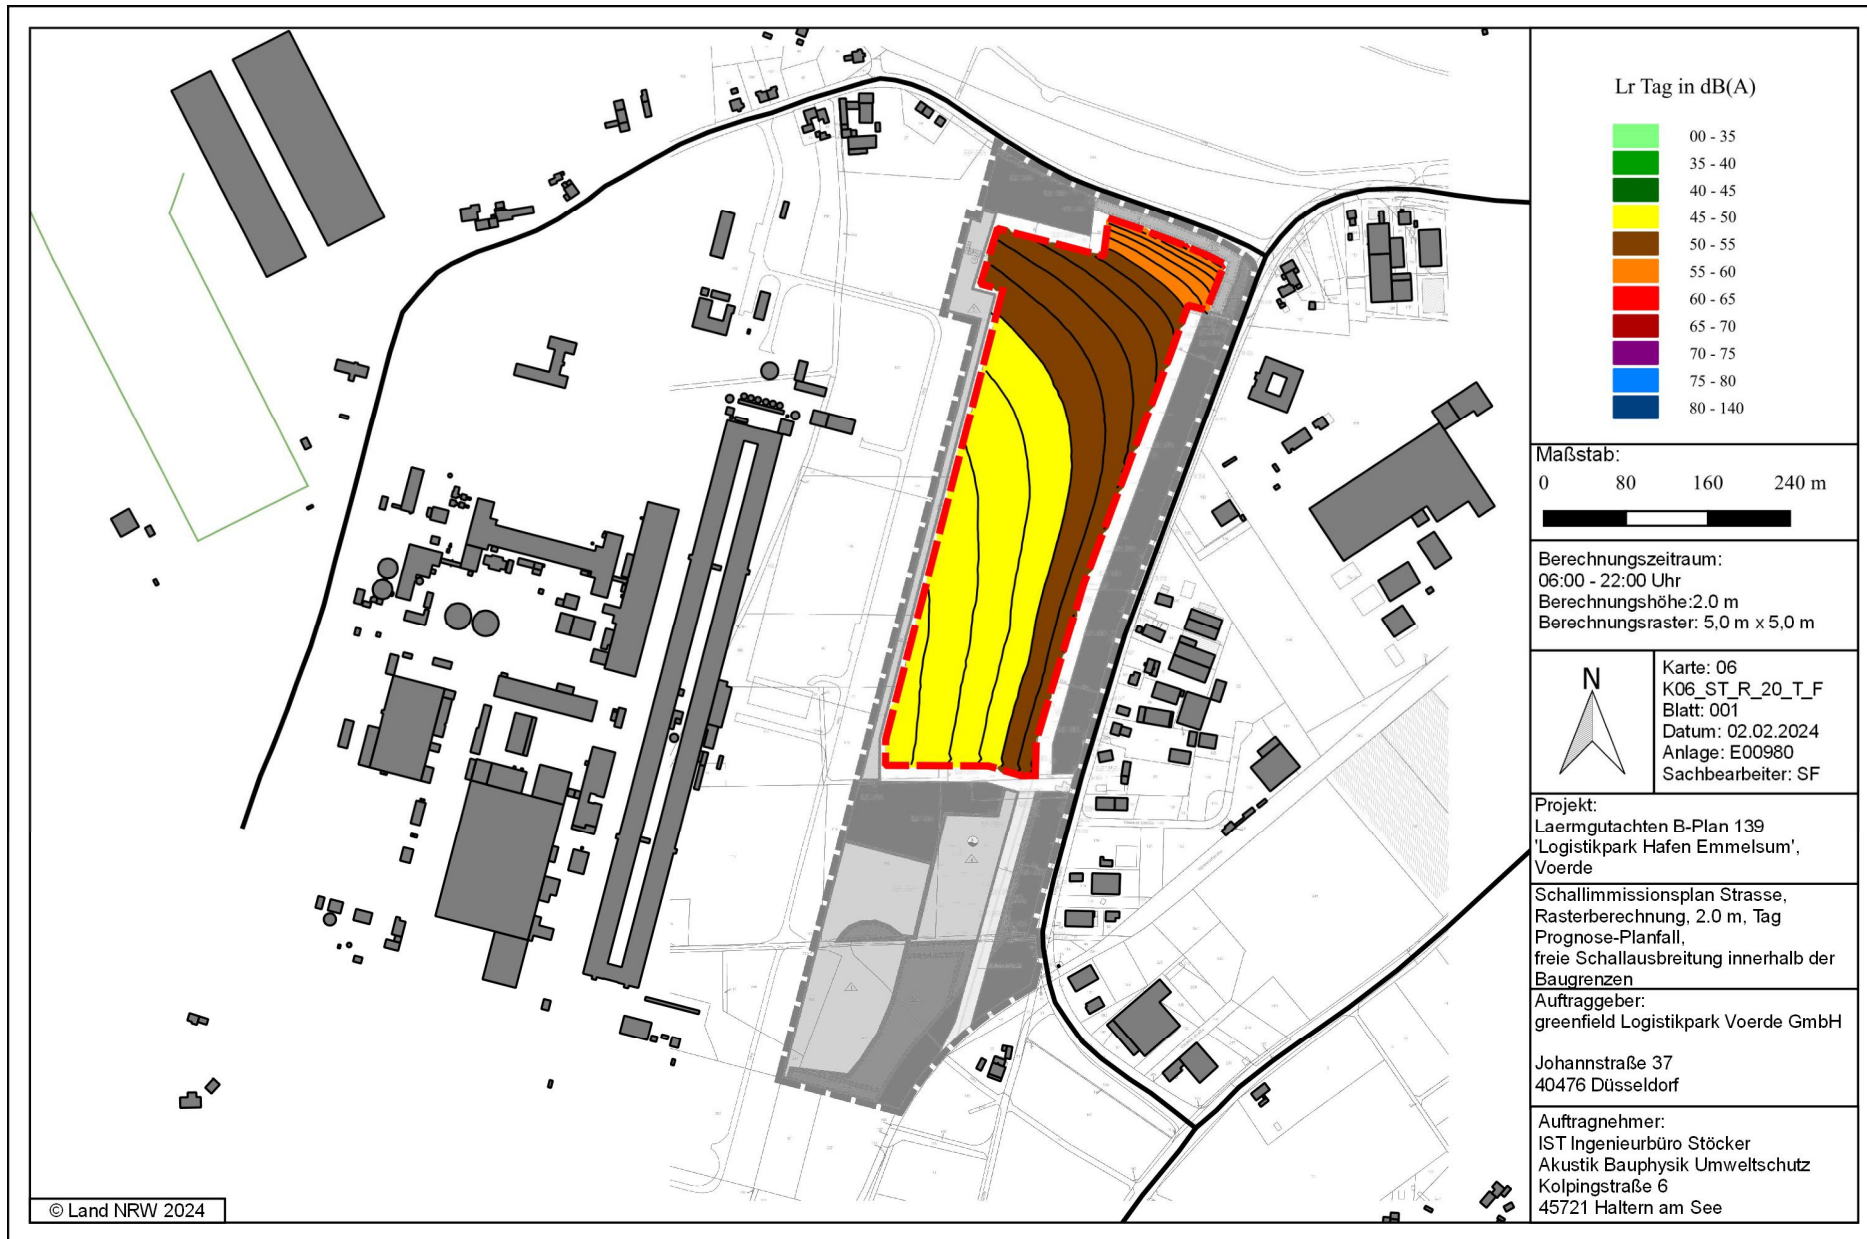 Lr Tag in dB(A)
00 - 35
35 - 40
40 - 45
45 - 50
50 - 55
55 - 60
60 - 65
65 - 70
70 - 75
75 - 80
80 - 140
Maßstab:
0 80 160 240 m
Berechnungszeitraum:
06:00 - 22:00 Uhr
Berechnungshöhe:2.0 m
Berechnungsraster: 5,0 m x 5,0 m
N
Karte: 06
K06_ST_R_20_T_F
Blatt: 001
Datum: 02.02.2024
Anlage: E00980
Sachbearbeiter: SF
Projekt:
Laermgutachten B-Plan 139
'Logistikpark Hafen Emmelsum',
Voerde
Schallimmissionsplan Strasse,
Rasterberechnung, 2.0 m, Tag
Prognose-Planfall,
freie Schallausbreitung innerhalb der
Baugrenzen
Auftraggeber:
greenfield Logistikpark Voerde GmbH
Johannstraße 37
40476 Düsseldorf
Auftragnehmer:
IST Ingenieurbüro Stöcker
Akustik Bauphysik Umweltschutz
Kolpingstraße 6
45721 Haltern am See
© Land NRW 2024